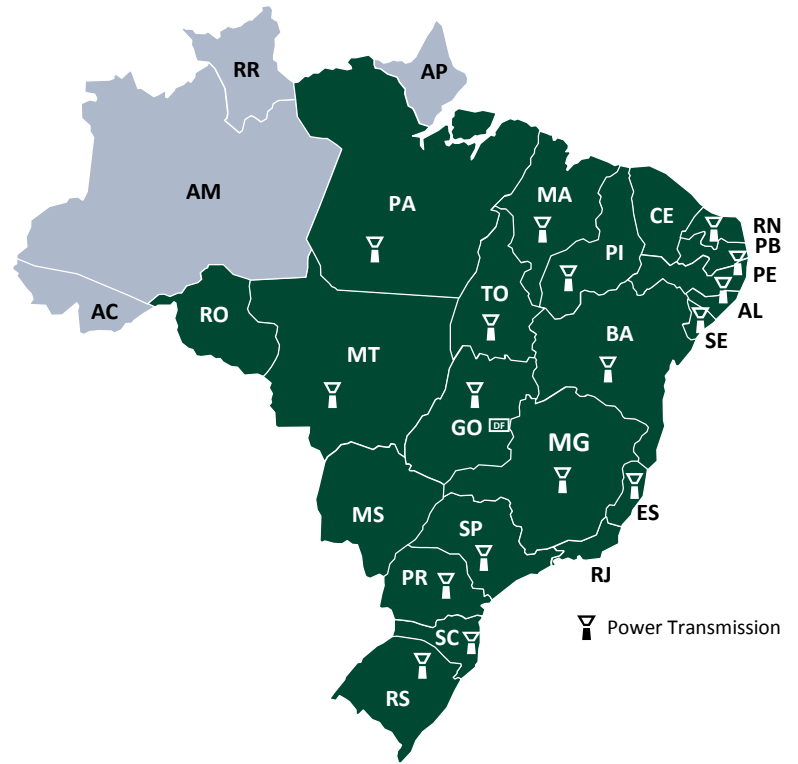 RR
AP
AM
PA
MA
CE
RN
PB
PI
PE
TO
AL
AC
RO
BA
SE
MT
GO
DF
MG
MS
ES
SP
RJ
PR
Power Transmission
SC
RS